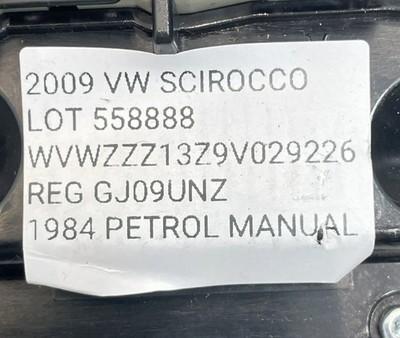 2009 VW SCIROCCO
LOT 558888
WVWZZZ13Z9V029226
REG GJ09UNZ
1984 PETROL MANUAL